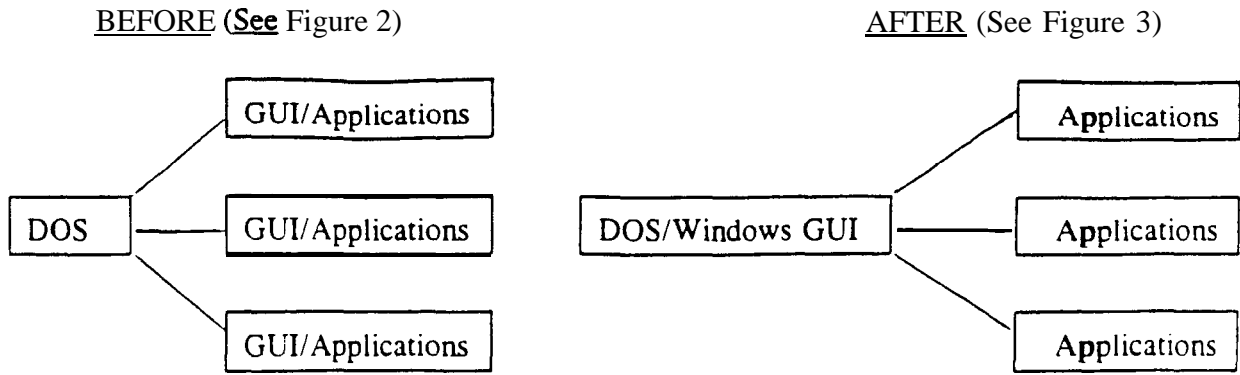 BEFORE (See Figure 2)
GUI/Applications
DOS
GUI/Applications
GUI/Applications
AFTER (See Figure 3)
Applications
DOS/Windows GUI
Applications
Applications